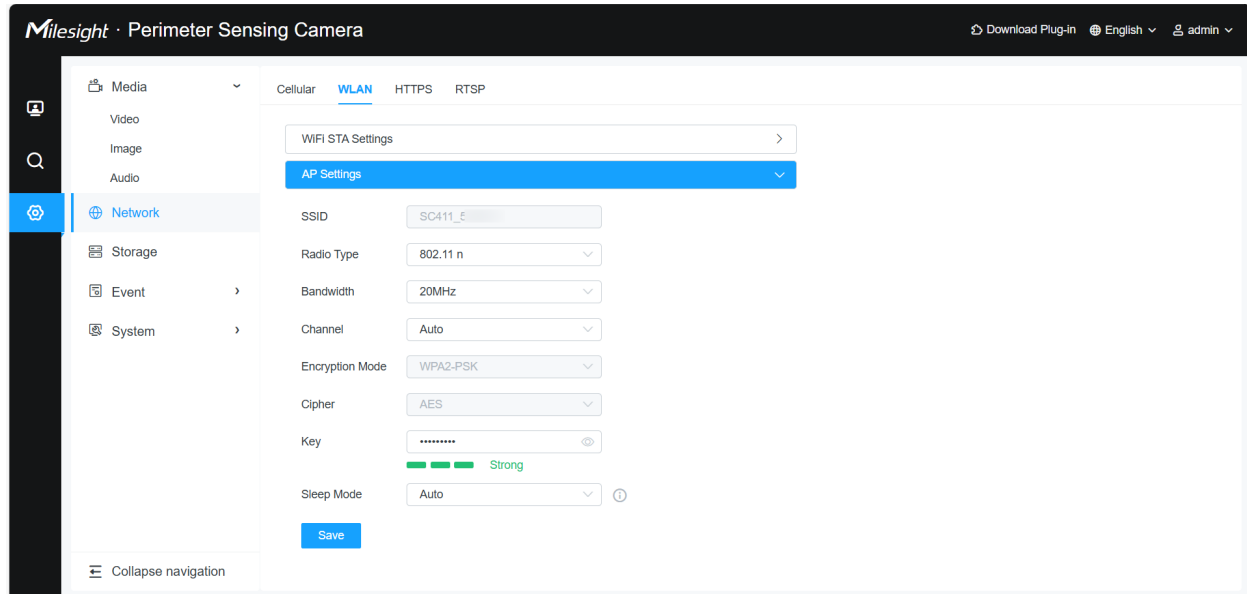 Milesight · Perimeter Sensing Camera
Download Plug-in English admin
Media
Video
Image
Audio
Network
Storage
Event
System
Collapse navigation
Cellular WLAN HTTPS RTSP
WiFi STA Settings
AP Settings
SSID
Radio Type 802.11 n
Bandwidth 20MHz
Channel Auto
Encryption Mode WPA2-PSK
Cipher AES
Key •••••••••
Strong
Sleep Mode Auto
Save